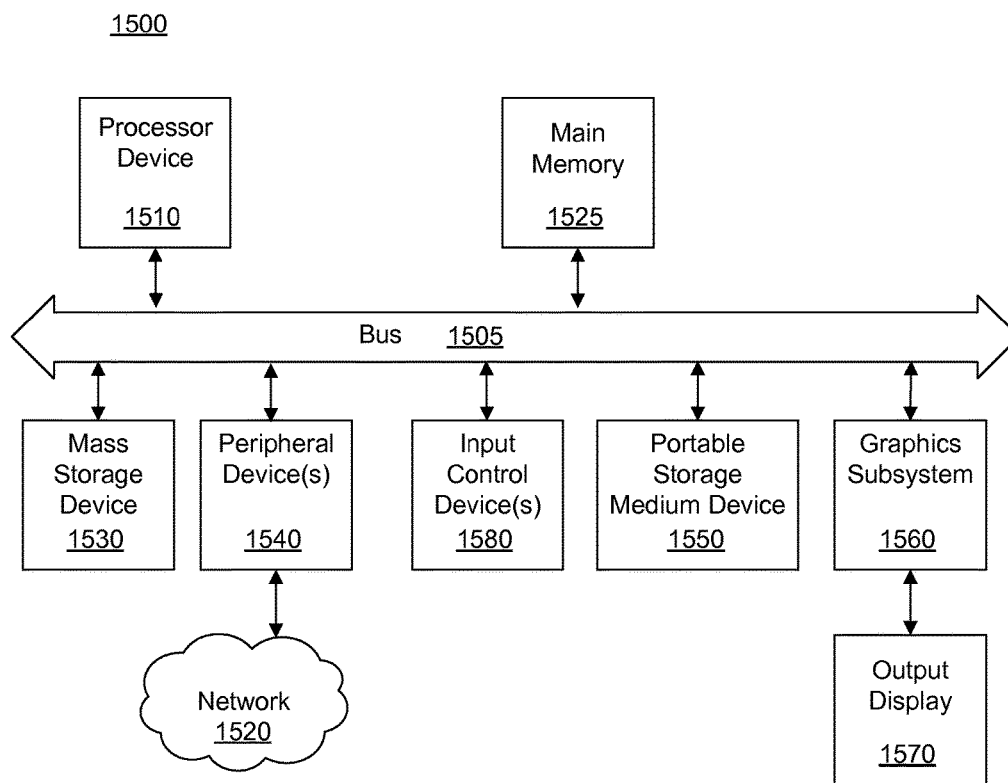 1500
Processor
Device
1510
Main
Memory
1525
Bus 1505
Mass
Storage
Device
1530
Peripheral
Device(s)
1540
Input
Control
Device(s)
1580
Portable
Storage
Medium Device
1550
Graphics
Subsystem
1560
Network
1520
Output
Display
1570